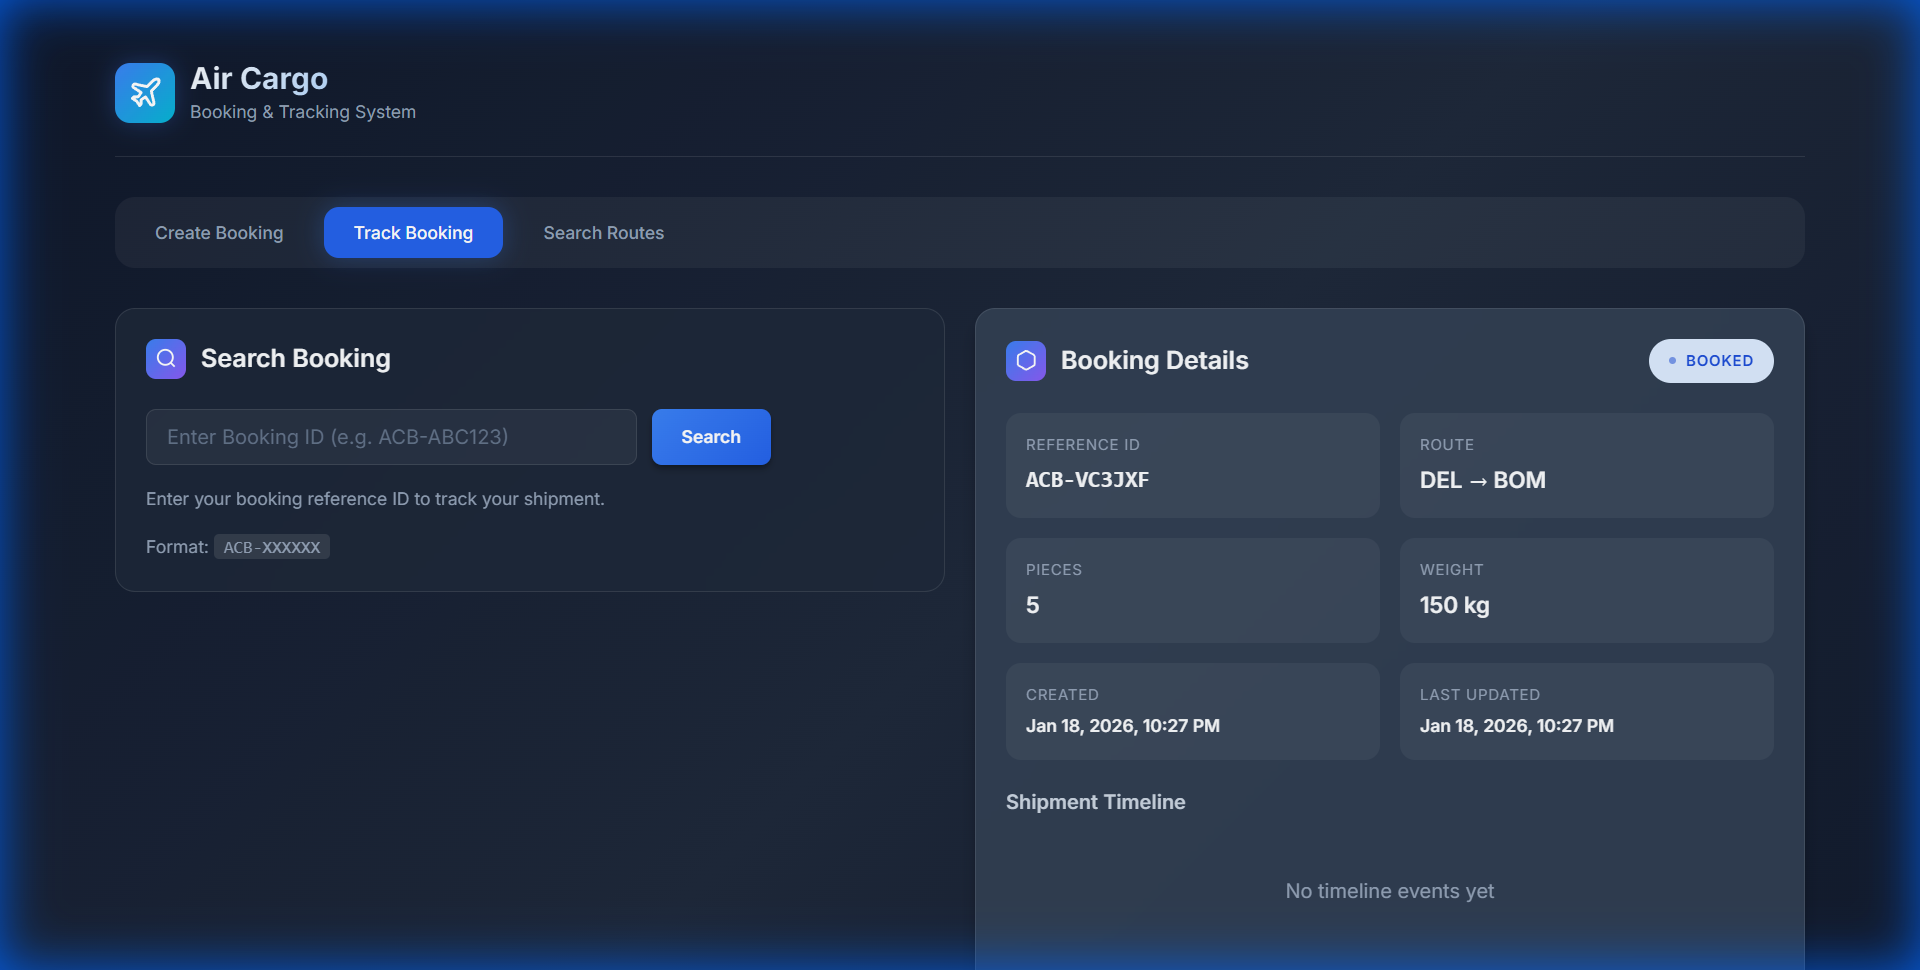 Air Cargo
Booking & Tracking System
Create Booking
Track Booking
Search Routes
Search Booking
Enter Booking ID (e.g. ACB-ABC123)
Search
Enter your booking reference ID to track your shipment.
Format: ACB-XXXXXX
Booking Details
BOOKED
REFERENCE ID
ACB-VC3JXF
ROUTE
DEL → BOM
PIECES
5
WEIGHT
150 kg
CREATED
Jan 18, 2026, 10:27 PM
LAST UPDATED
Jan 18, 2026, 10:27 PM
Shipment Timeline
No timeline events yet